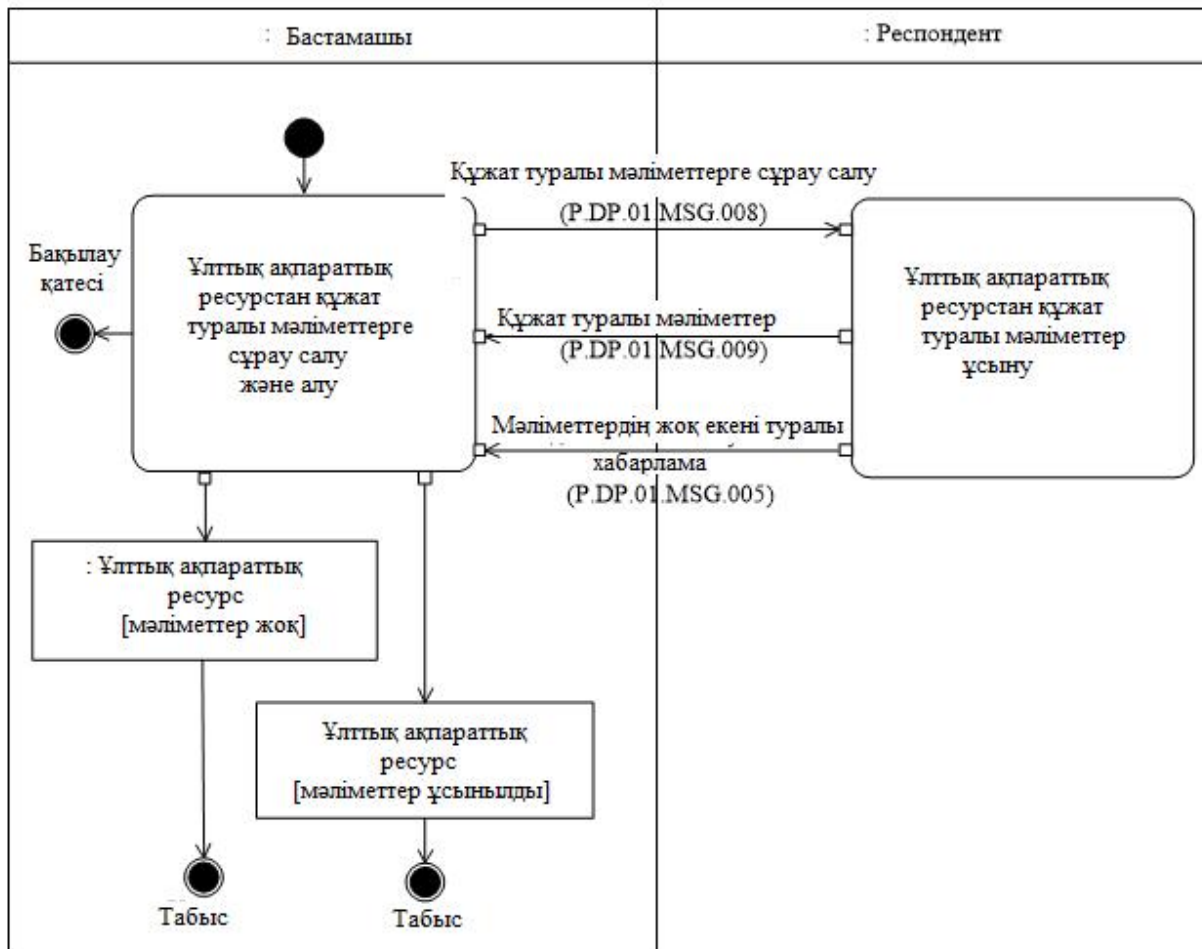 : Бастамашы
: Респондент
Құжат туралы мәліметтерге сұрау салу
(P.DP.01.MSG.008)
Бақылау
қатесі
Ұлттық ақпараттық
ресурстан құжат
туралы мәліметтерге
сұрау салу
және алу
Құжат туралы мәліметтер
(P.DP.01.MSG.009)
Ұлттық ақпараттық
ресурстан құжат
туралы мәліметтер
ұсыну
Мәліметтердің жоқ екені туралы
хабарлама
(P.DP.01.MSG.005)
: Ұлттық ақпараттық
ресурс
[мәліметтер жоқ]
Ұлттық ақпараттық
ресурс
[мәліметтер ұсынылды]
Табыс
Табыс